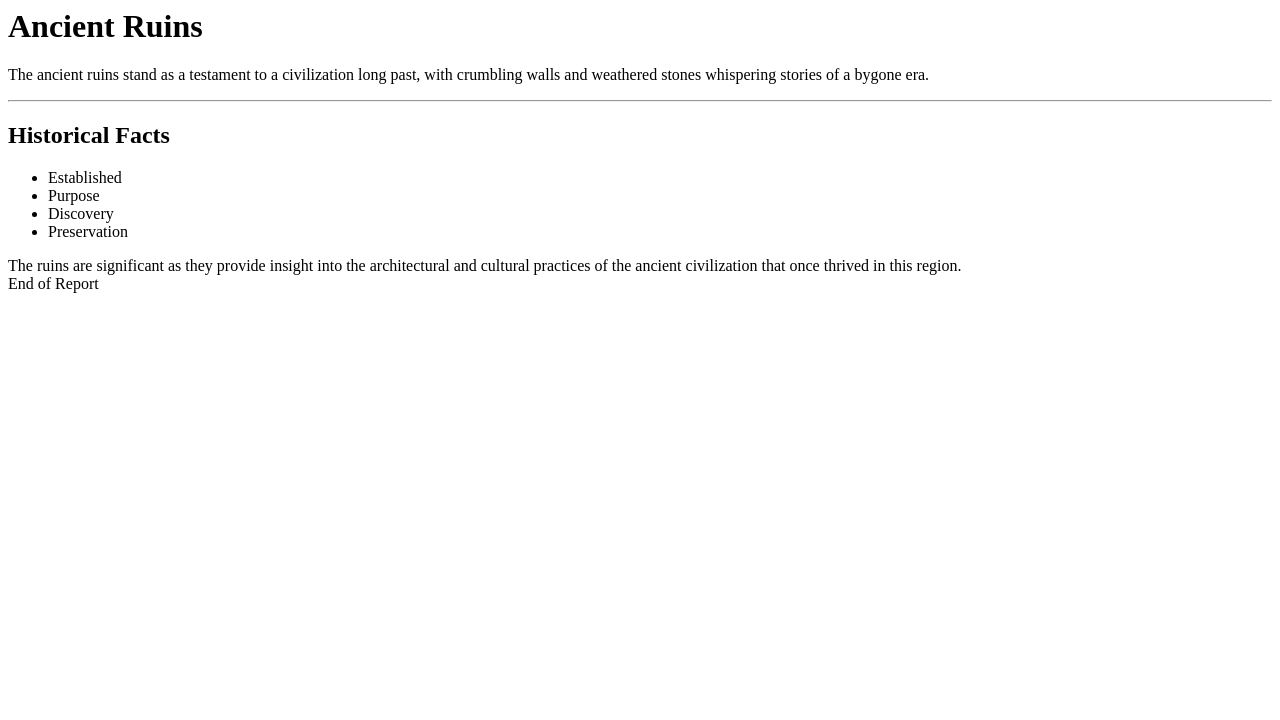 Ancient Ruins
The ancient ruins stand as a testament to a civilization long past, with crumbling walls and weathered stones whispering stories of a bygone era.
Historical Facts
Established
Purpose
Discovery
Preservation
The ruins are significant as they provide insight into the architectural and cultural practices of the ancient civilization that once thrived in this region.
End of Report